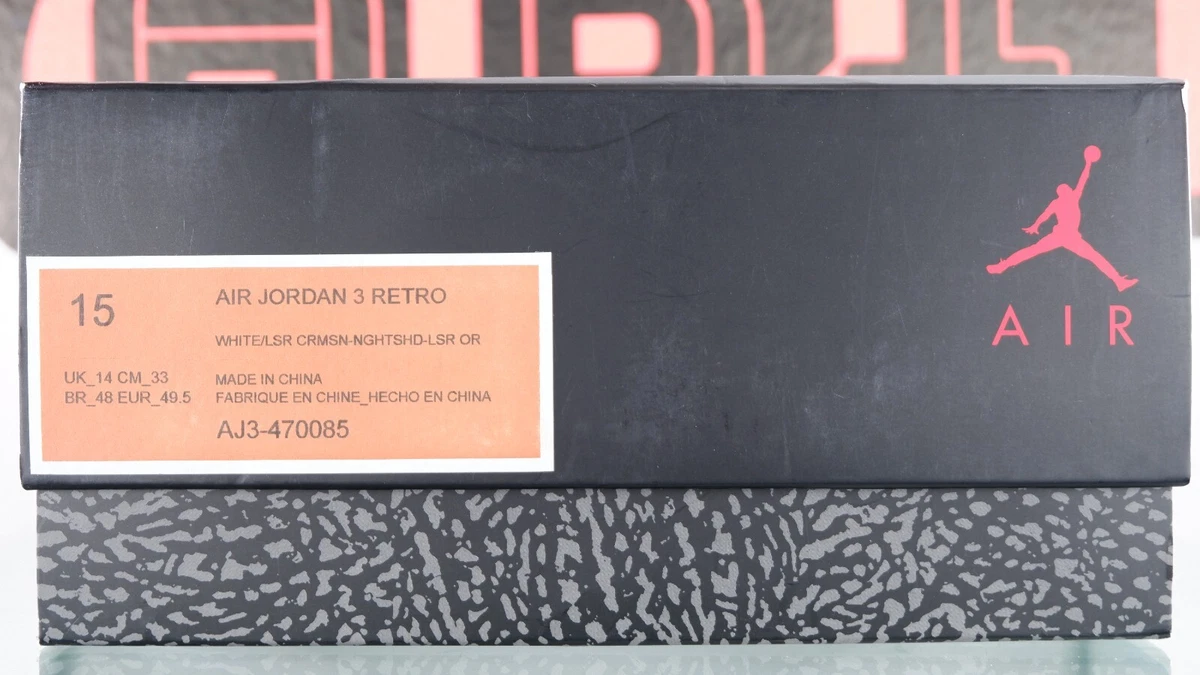 15
AIR JORDAN 3 RETRO
WHITE/LSR CRMSN-NGHTSHD-LSR OR
UK_14 CM_33
BR_48 EUR_49.5
MADE IN CHINA
FABRIQUE EN CHINE_HECHO EN CHINA
AJ3-470085
AIR